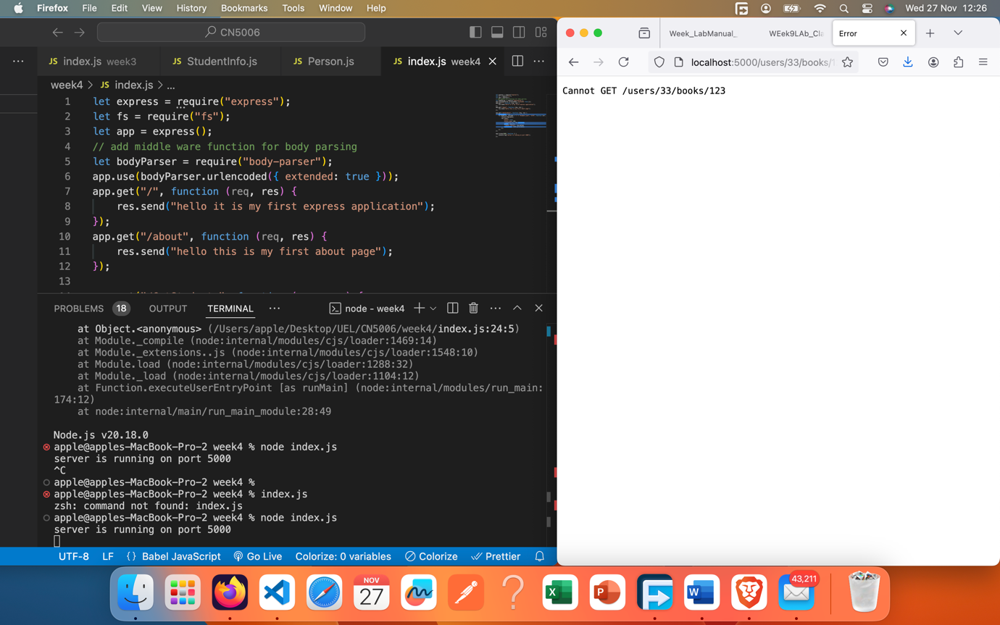 Firefox File Edit View History Bookmarks Tools Window Help Wed 27 Nov 12:26
CN5006
JS index.js week3 JS StudentInfo.js JS Person.js JS index.js week4
week4 > JS index.js > ...
1 let express = require("express");
2 let fs = require("fs");
3 let app = express();
4 // add middle ware function for body parsing
5 let bodyParser = require("body-parser");
6 app.use(bodyParser.urlencoded({ extended: true }));
7 app.get("/", function (req, res) {
8 res.send("hello it is my first express application");
9 });
10 app.get("/about", function (req, res) {
11 res.send("hello this is my first about page");
12 });
13
PROBLEMS 18 OUTPUT TERMINAL ... node - week4
at Object.<anonymous> (/Users/apple/Desktop/UEL/CN5006/week4/index.js:24:5)
at Module._compile (node:internal/modules/cjs/loader:1469:14)
at Module._extensions..js (node:internal/modules/cjs/loader:1548:10)
at Module.load (node:internal/modules/cjs/loader:1288:32)
at Module._load (node:internal/modules/cjs/loader:1104:12)
at Function.executeUserEntryPoint [as runMain] (node:internal/modules/run_main:
174:12)
at node:internal/main/run_main_module:28:49
Node.js v20.18.0
apple@apples-MacBook-Pro-2 week4 % node index.js
server is running on port 5000
^C
apple@apples-MacBook-Pro-2 week4 %
apple@apples-MacBook-Pro-2 week4 % index.js
zsh: command not found: index.js
apple@apples-MacBook-Pro-2 week4 % node index.js
server is running on port 5000
UTF-8 LF {} Babel JavaScript Go Live Colorize: 0 variables Colorize Prettier
Week_LabManual_ WEek9LAb_Cla Error
localhost:5000/users/33/books/1
Cannot GET /users/33/books/123
NOV
27
X
P
W
43,211